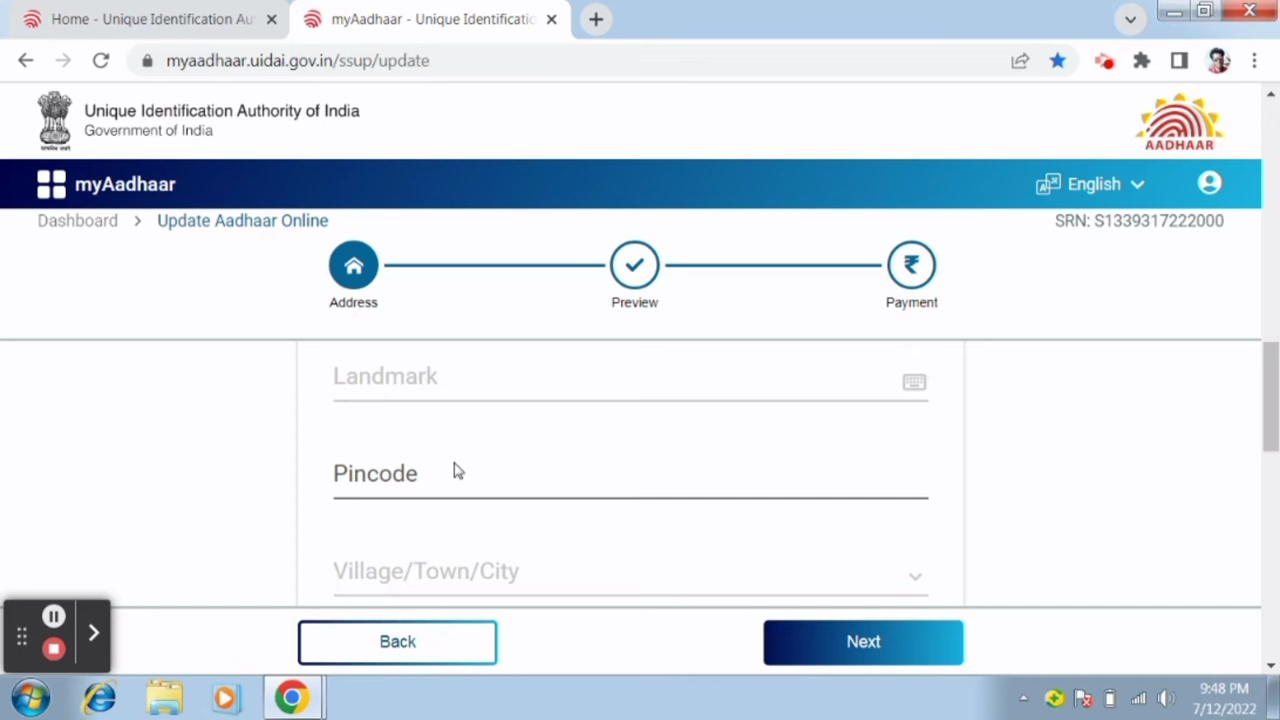 Home - Unique Identification Au
myAadhaar - Unique Identificatio
myaadhaar.uidai.gov.in/ssup/update
Unique Identification Authority of India
Government of India
AADHAAR
myAadhaar
English
Dashboard > Update Aadhaar Online
SRN: S1339317222000
Address
Preview
₹
Payment
Landmark
Pincode
Village/Town/City
Back
Next
9:48 PM
7/12/2022